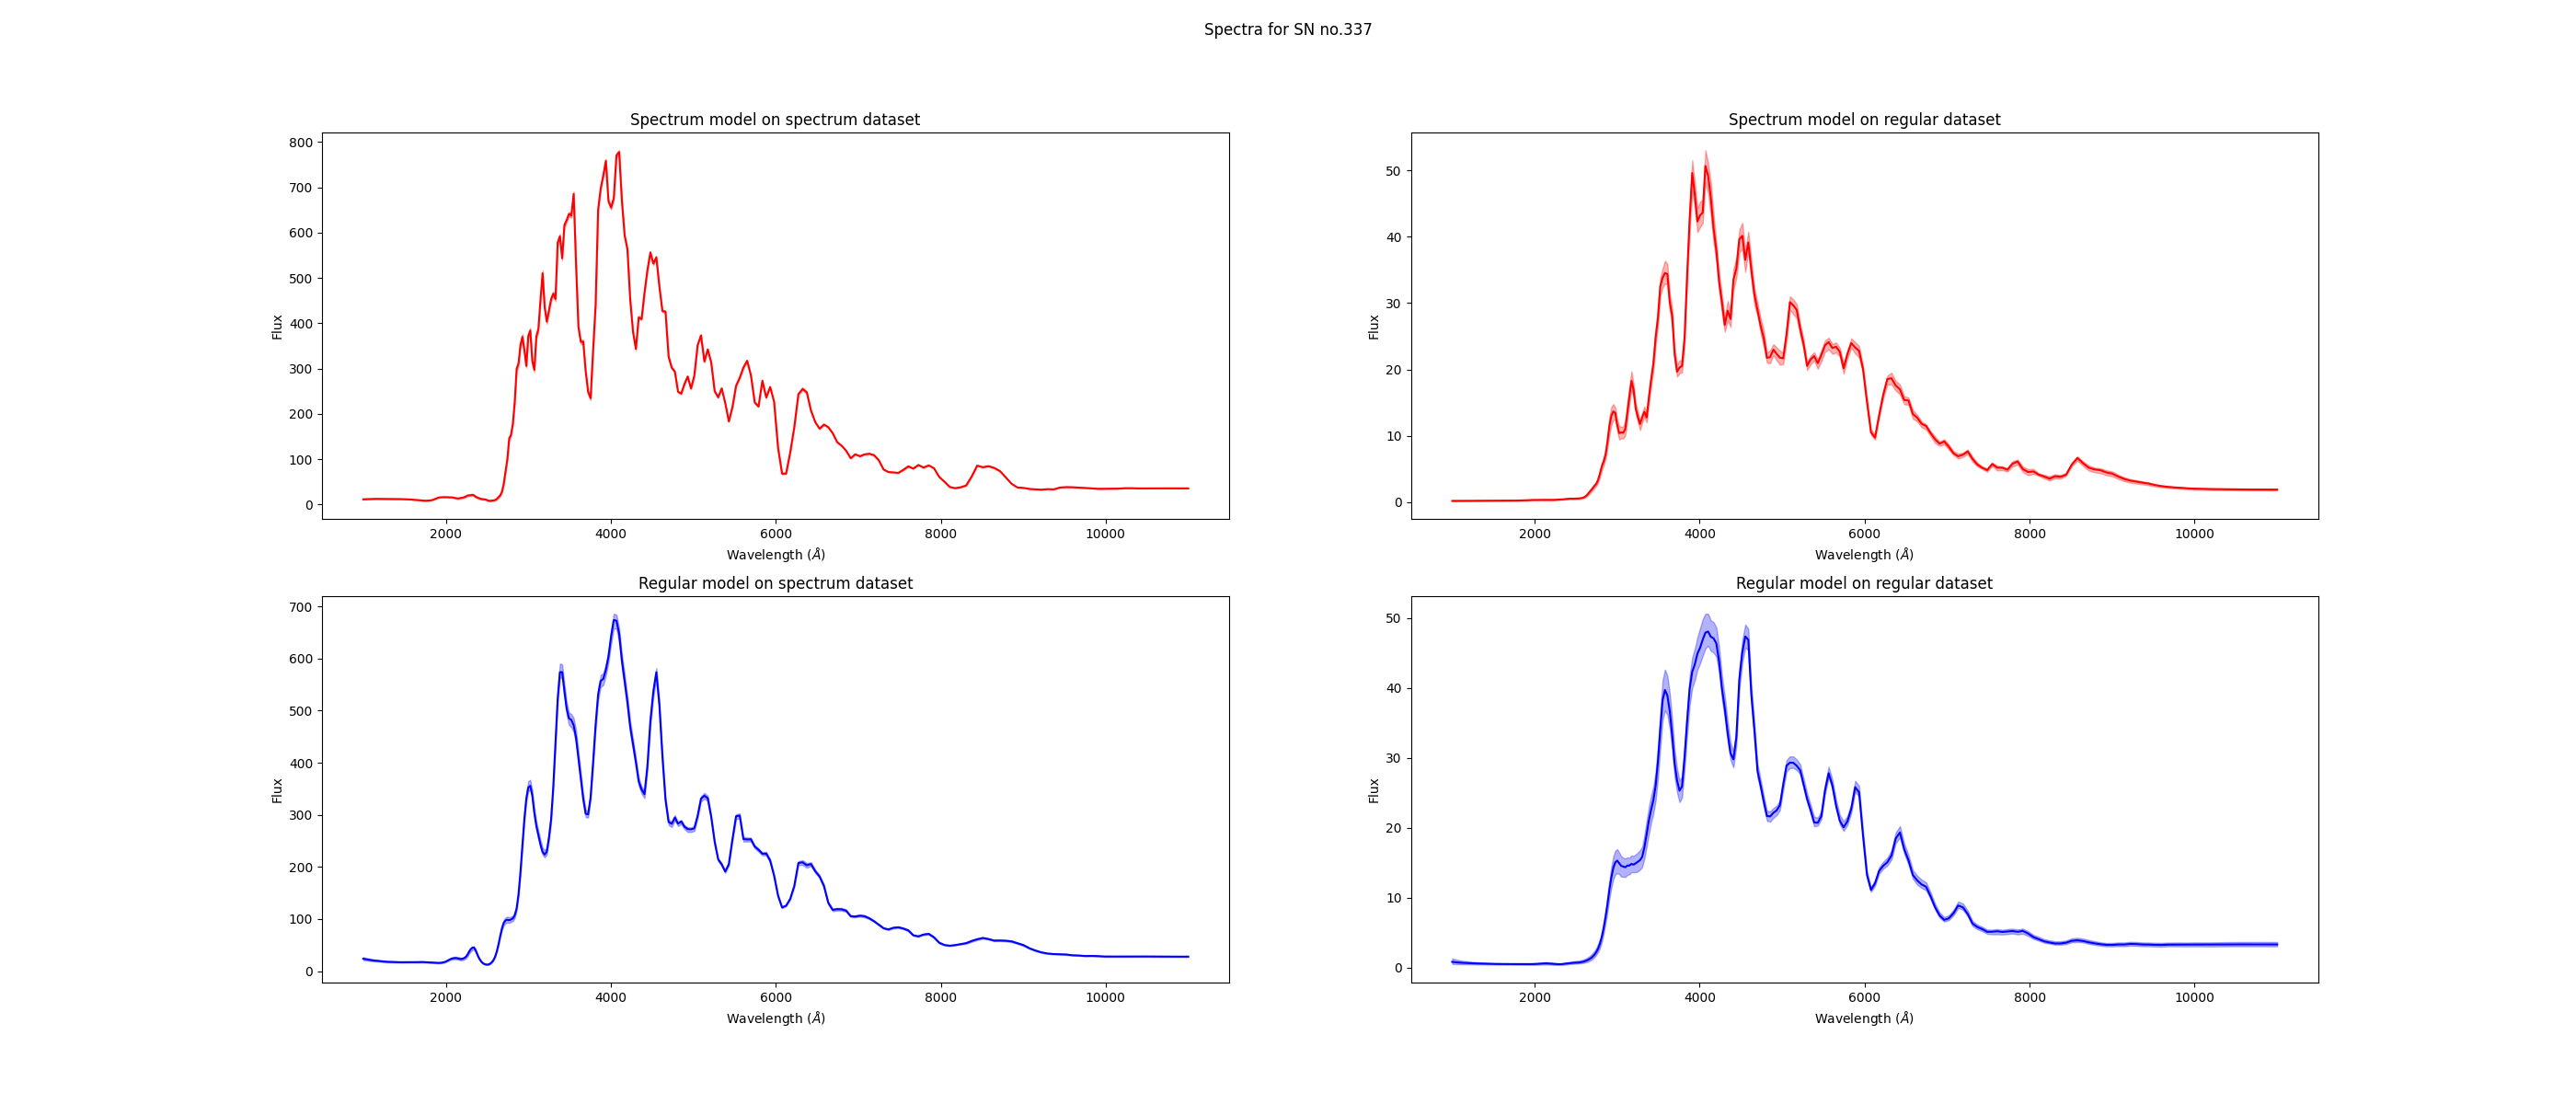 Spectra for SN no.337
Spectrum model on spectrum dataset
800
700
600
500
400
300
200
100
0
Flux
2000 4000 6000 8000 10000
Wavelength (Å)
Spectrum model on regular dataset
50
40
30
20
10
0
Flux
2000 4000 6000 8000 10000
Wavelength (Å)
Regular model on spectrum dataset
700
600
500
400
300
200
100
0
Flux
2000 4000 6000 8000 10000
Wavelength (Å)
Regular model on regular dataset
50
40
30
20
10
0
Flux
2000 4000 6000 8000 10000
Wavelength (Å)